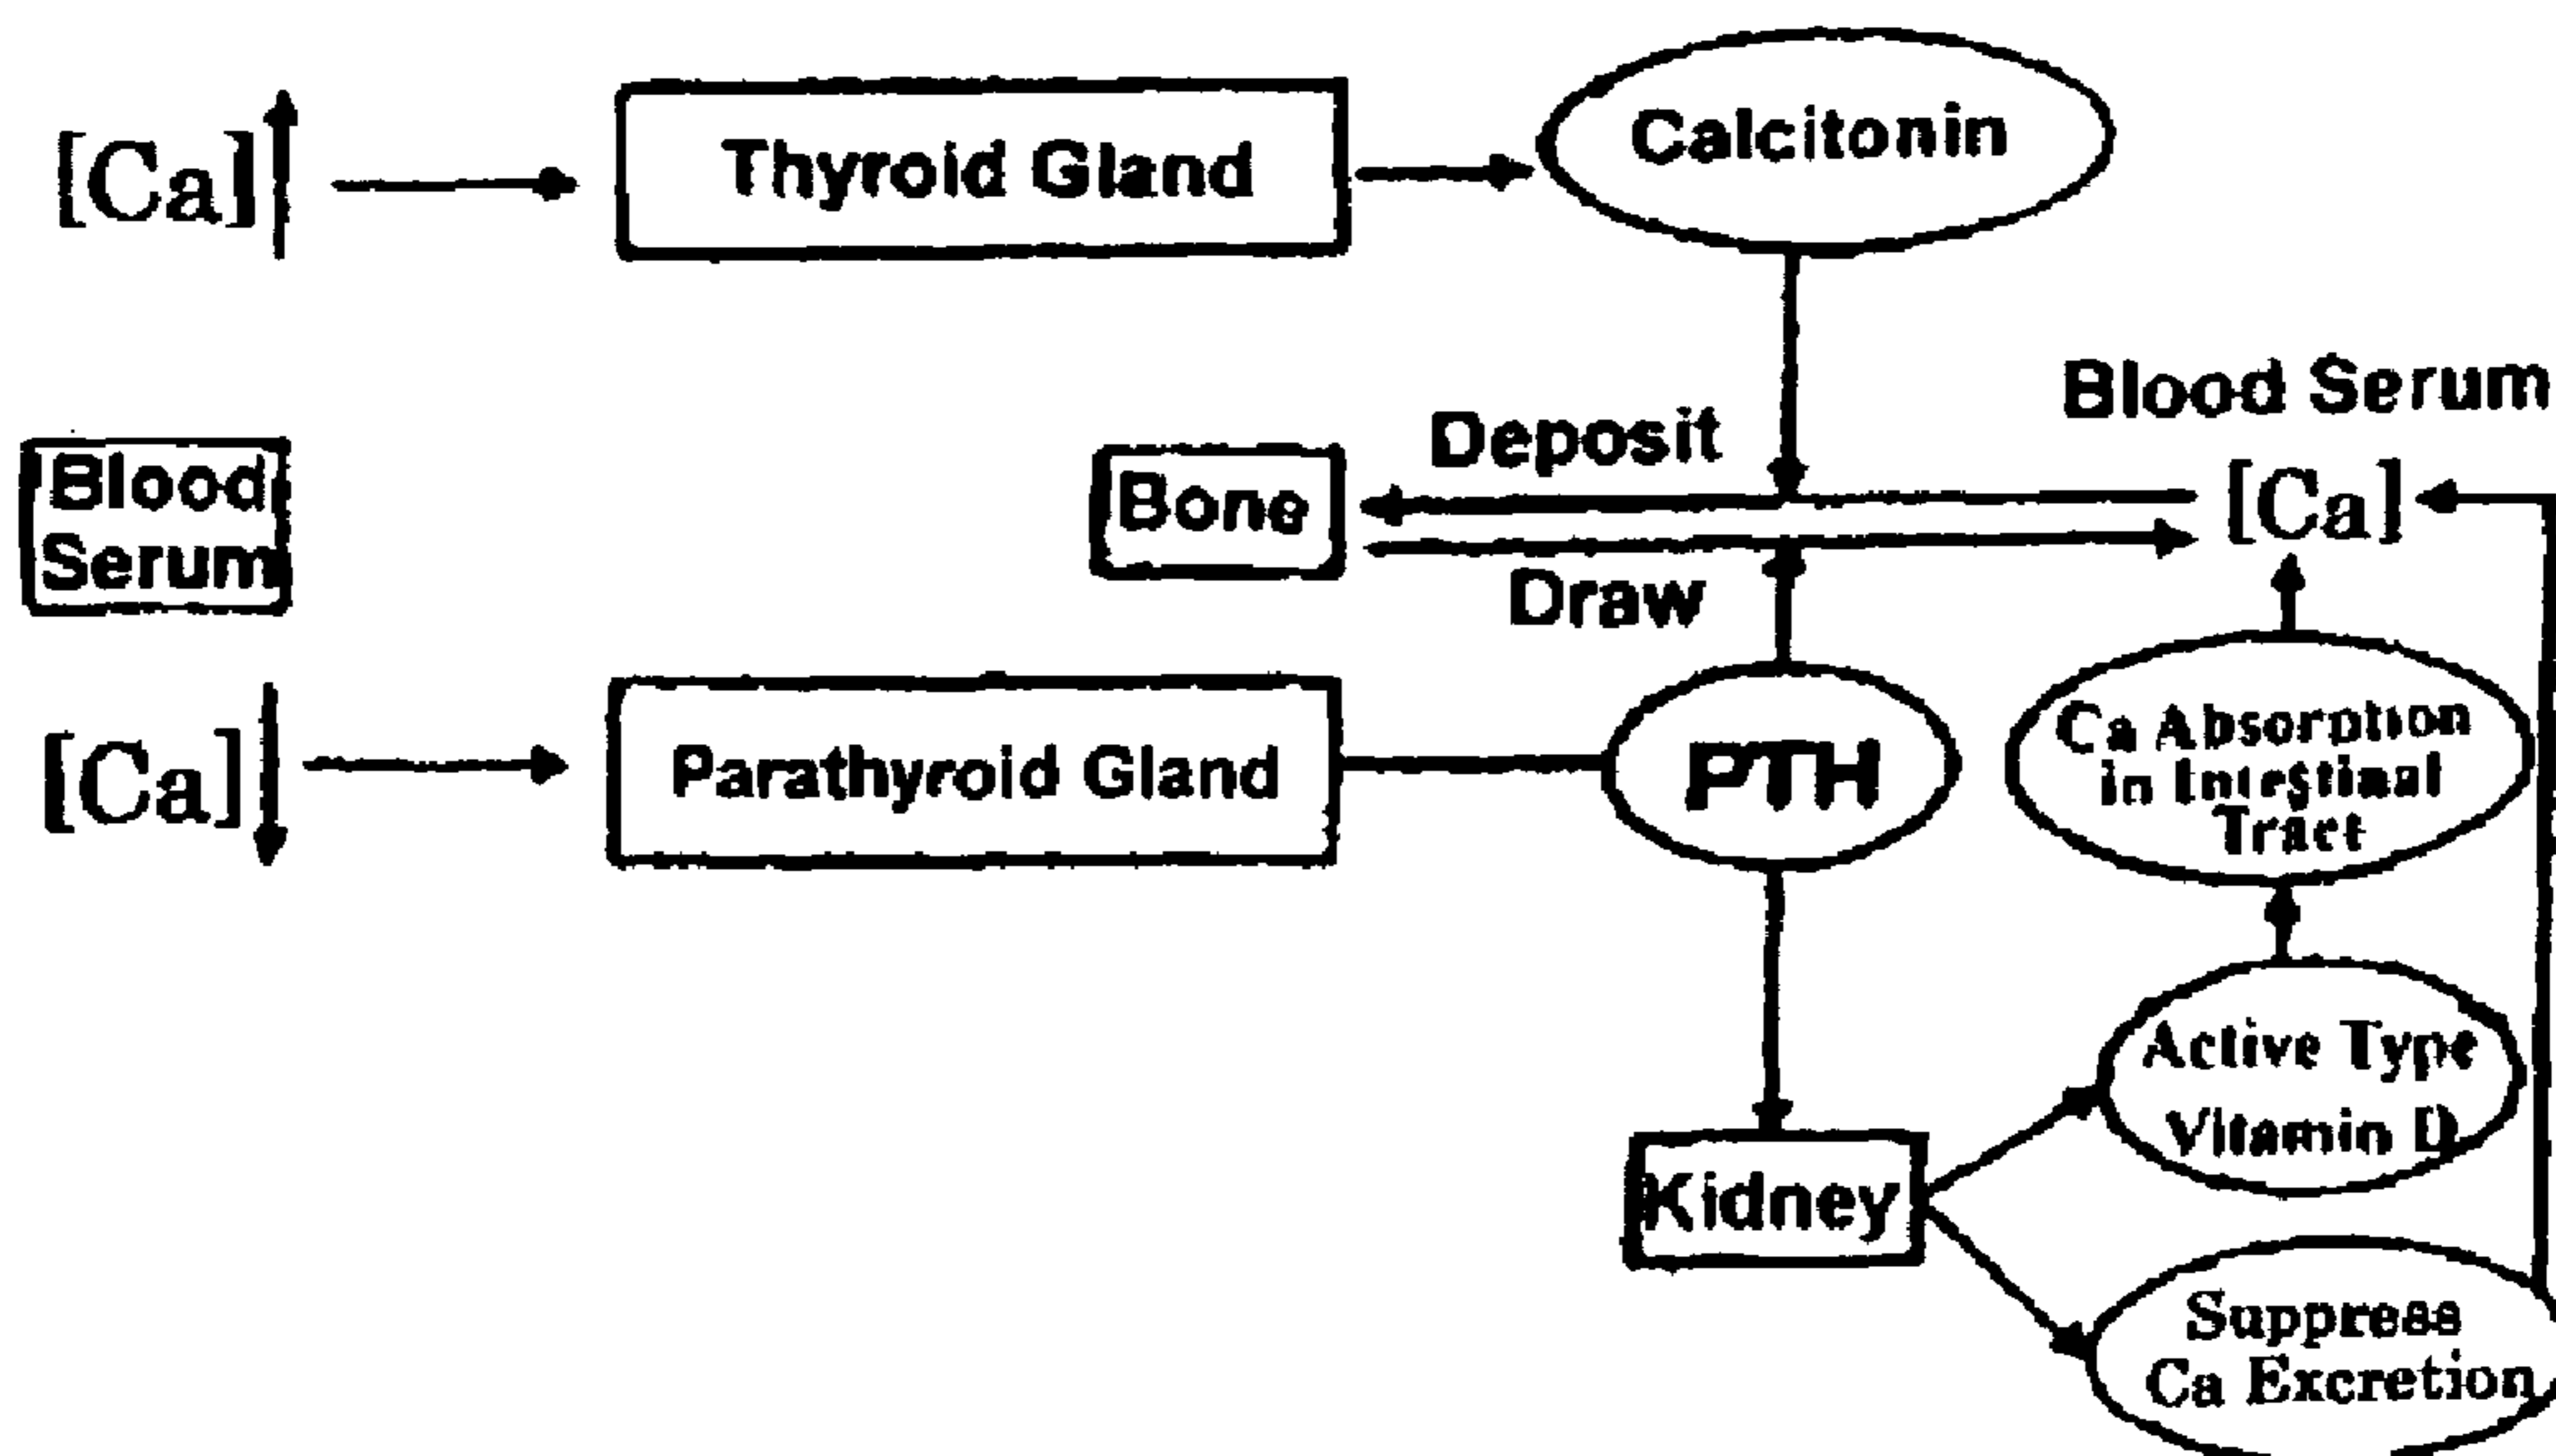 [Ca]
Thyroid Gland
Calcitonin
Blood Serum
Deposit
Blood
Serum
Bone
[Ca]
Draw
[Ca]
Parathyroid Gland
PTH
Ca Absorption
in Intestinal
Tract
Active Type
Vitamin D
Kidney
Suppress
Ca Excretion